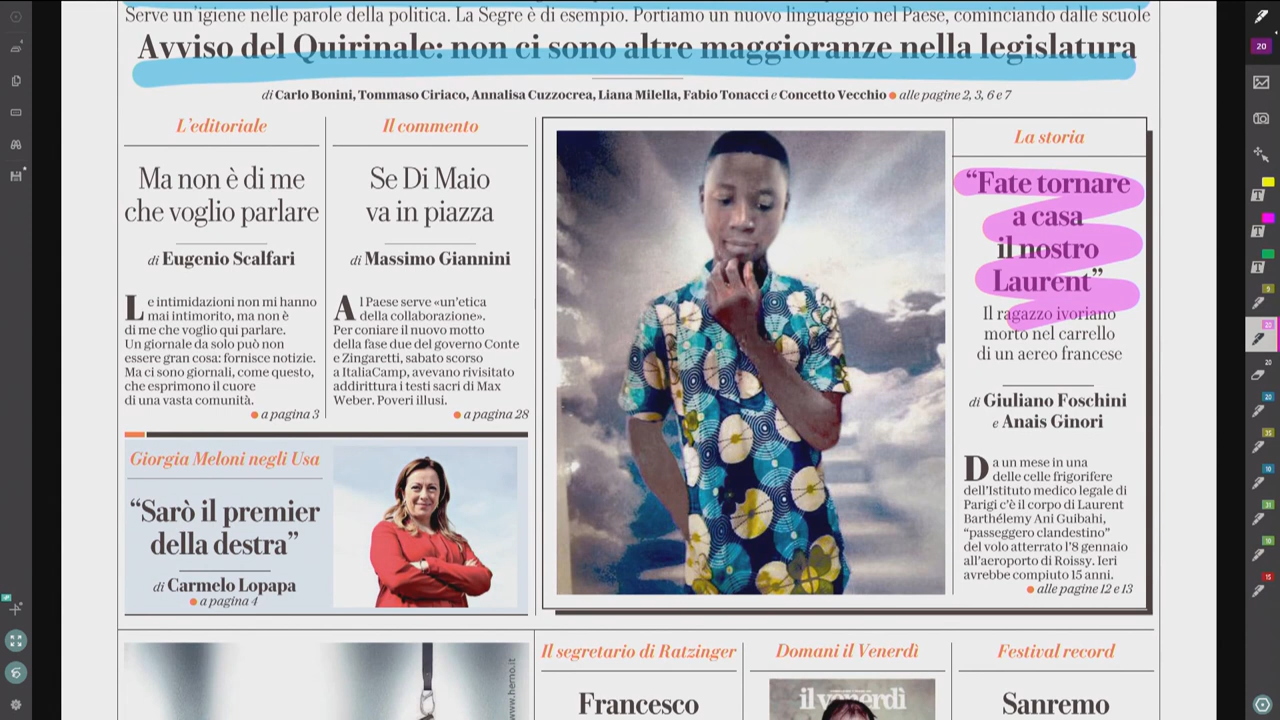 Serve un'igiene nelle parole della politica. La Segre è di esempio. Portiamo un nuovo linguaggio nel Paese, cominciando dalle scuole
Avviso del Quirinale: non ci sono altre maggioranze nella legislatura
di Carlo Bonini, Tommaso Ciriaco, Annalisa Cuzzocrea, Liana Milella, Fabio Tonacci e Concetto Vecchio ● alle pagine 2, 3, 6 e 7
L'editoriale
Ma non è di me
che voglio parlare
di Eugenio Scalfari
Le intimidazioni non mi hanno
mai intimorito, ma non è
di me che voglio qui parlare.
Un giornale da solo può non
essere gran cosa: fornisce notizie.
Ma ci sono giornali, come questo,
che esprimono il cuore
di una vasta comunità.
● a pagina 3
Il commento
Se Di Maio
va in piazza
di Massimo Giannini
Al Paese serve «un'etica
della collaborazione».
Per coniare il nuovo motto
della fase due del governo Conte
e Zingaretti, sabato scorso
a ItaliaCamp, avevano rivisitato
addirittura i testi sacri di Max
Weber. Poveri illusi.
● a pagina 28
La storia
“Fate tornare
a casa
il nostro
Laurent”
Il ragazzo ivoriano
morto nel carrello
di un aereo francese
di Giuliano Foschini
e Anais Ginori
Da un mese in una
delle celle frigorifere
dell'Istituto medico legale di
Parigi c'è il corpo di Laurent
Barthélemy Ani Guibahi,
“passeggero clandestino”
del volo atterrato l'8 gennaio
all'aeroporto di Roissy. Ieri
avrebbe compiuto 15 anni.
● alle pagine 12 e 13
Giorgia Meloni negli Usa
“Sarò il premier
della destra”
di Carmelo Lopapa
● a pagina 4
www.herno.it
Il segretario di Ratzinger
Francesco
Domani il Venerdì
il venerdì
Festival record
Sanremo
20